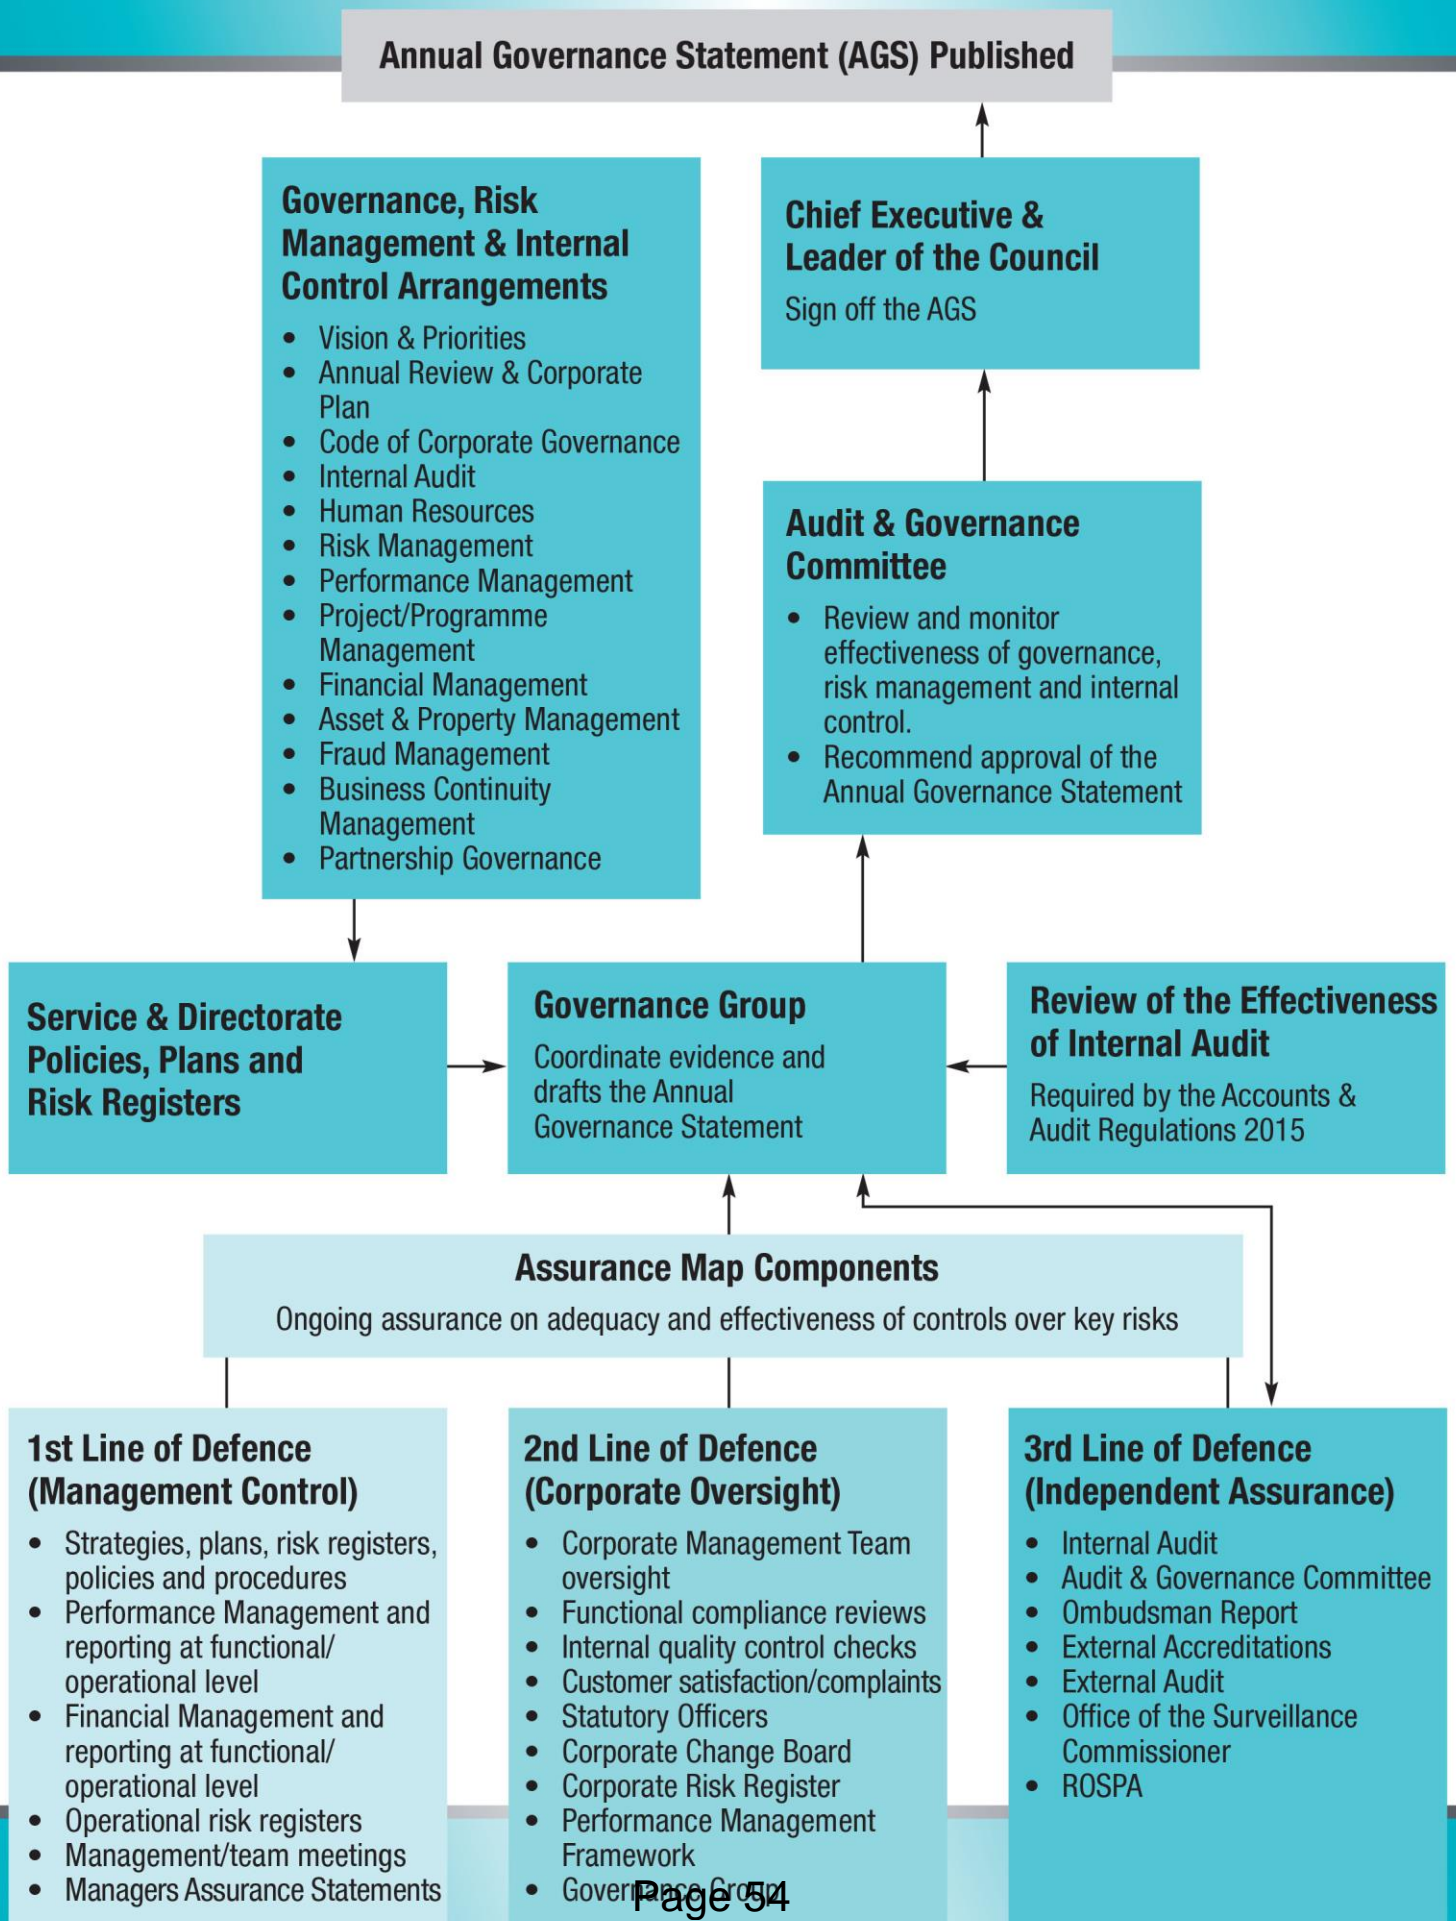 Annual Governance Statement (AGS) Published
Governance, Risk
Management & Internal
Control Arrangements
• Vision & Priorities
• Annual Review & Corporate
Plan
• Code of Corporate Governance
• Internal Audit
• Human Resources
• Risk Management
• Performance Management
• Project/Programme
Management
• Financial Management
• Asset & Property Management
• Fraud Management
• Business Continuity
Management
• Partnership Governance
Chief Executive &
Leader of the Council
Sign off the AGS
Audit & Governance
Committee
• Review and monitor
effectiveness of governance,
risk management and internal
control.
• Recommend approval of the
Annual Governance Statement
Service & Directorate
Policies, Plans and
Risk Registers
Governance Group
Coordinate evidence and
drafts the Annual
Governance Statement
Review of the Effectiveness
of Internal Audit
Required by the Accounts &
Audit Regulations 2015
Assurance Map Components
Ongoing assurance on adequacy and effectiveness of controls over key risks
1st Line of Defence
(Management Control)
• Strategies, plans, risk registers,
policies and procedures
• Performance Management and
reporting at functional/
operational level
• Financial Management and
reporting at functional/
operational level
• Operational risk registers
• Management/team meetings
• Managers Assurance Statements
2nd Line of Defence
(Corporate Oversight)
• Corporate Management Team
oversight
• Functional compliance reviews
• Internal quality control checks
• Customer satisfaction/complaints
• Statutory Officers
• Corporate Change Board
• Corporate Risk Register
• Performance Management
Framework
• Governance Group
3rd Line of Defence
(Independent Assurance)
• Internal Audit
• Audit & Governance Committee
• Ombudsman Report
• External Accreditations
• External Audit
• Office of the Surveillance
Commissioner
• ROSPA
Page 54